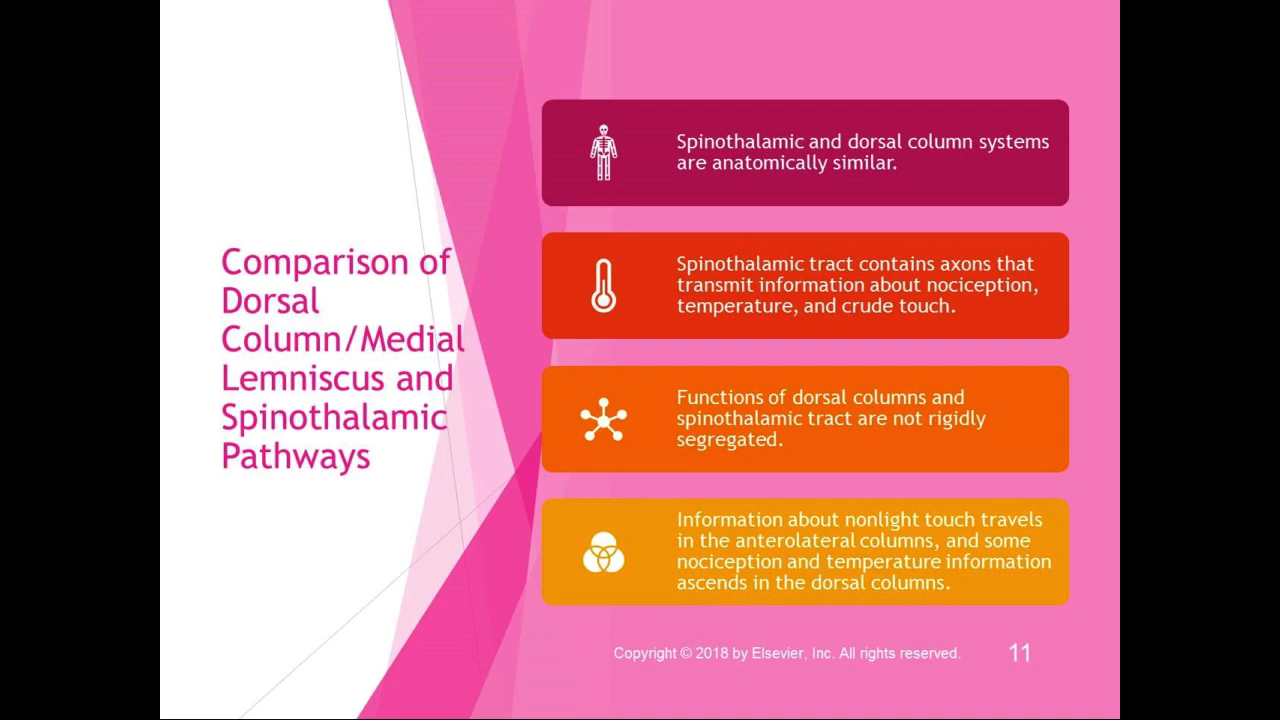 Comparison of
Dorsal
Column/Medial
Lemniscus and
Spinothalamic
Pathways
Spinothalamic and dorsal column systems
are anatomically similar.
Spinothalamic tract contains axons that
transmit information about nociception,
temperature, and crude touch.
Functions of dorsal columns and
spinothalamic tract are not rigidly
segregated.
Information about nonlight touch travels
in the anterolateral columns, and some
nociception and temperature information
ascends in the dorsal columns.
Copyright © 2018 by Elsevier, Inc. All rights reserved.
11